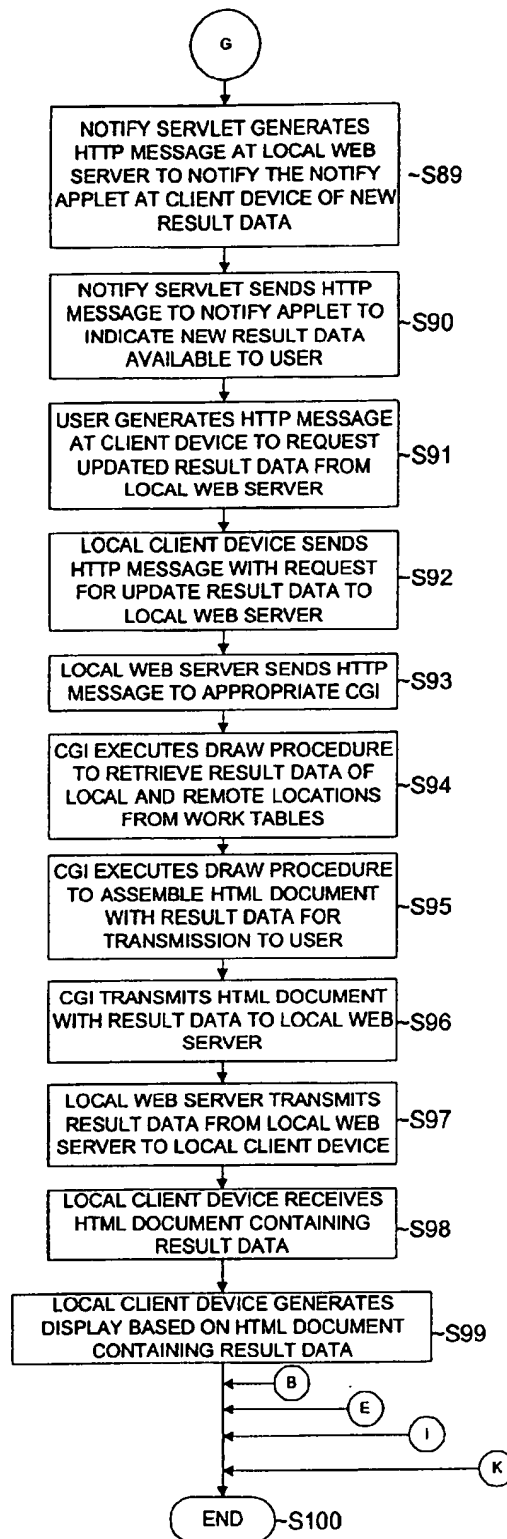 G
NOTIFY SERVLET GENERATES
HTTP MESSAGE AT LOCAL WEB
SERVER TO NOTIFY THE NOTIFY
APPLET AT CLIENT DEVICE OF NEW
RESULT DATA
~S89
NOTIFY SERVLET SENDS HTTP
MESSAGE TO NOTIFY APPLET TO
INDICATE NEW RESULT DATA
AVAILABLE TO USER
~S90
USER GENERATES HTTP MESSAGE
AT CLIENT DEVICE TO REQUEST
UPDATED RESULT DATA FROM
LOCAL WEB SERVER
~S91
LOCAL CLIENT DEVICE SENDS
HTTP MESSAGE WITH REQUEST
FOR UPDATE RESULT DATA TO
LOCAL WEB SERVER
~S92
LOCAL WEB SERVER SENDS HTTP
MESSAGE TO APPROPRIATE CGI
~S93
CGI EXECUTES DRAW PROCEDURE
TO RETRIEVE RESULT DATA OF
LOCAL AND REMOTE LOCATIONS
FROM WORK TABLES
~S94
CGI EXECUTES DRAW PROCEDURE
TO ASSEMBLE HTML DOCUMENT
WITH RESULT DATA FOR
TRANSMISSION TO USER
~S95
CGI TRANSMITS HTML DOCUMENT
WITH RESULT DATA TO LOCAL WEB
SERVER
~S96
LOCAL WEB SERVER TRANSMITS
RESULT DATA FROM LOCAL WEB
SERVER TO LOCAL CLIENT DEVICE
~S97
LOCAL CLIENT DEVICE RECEIVES
HTML DOCUMENT CONTAINING
RESULT DATA
~S98
LOCAL CLIENT DEVICE GENERATES
DISPLAY BASED ON HTML DOCUMENT
CONTAINING RESULT DATA
~S99
B
E
I
K
END
~S100